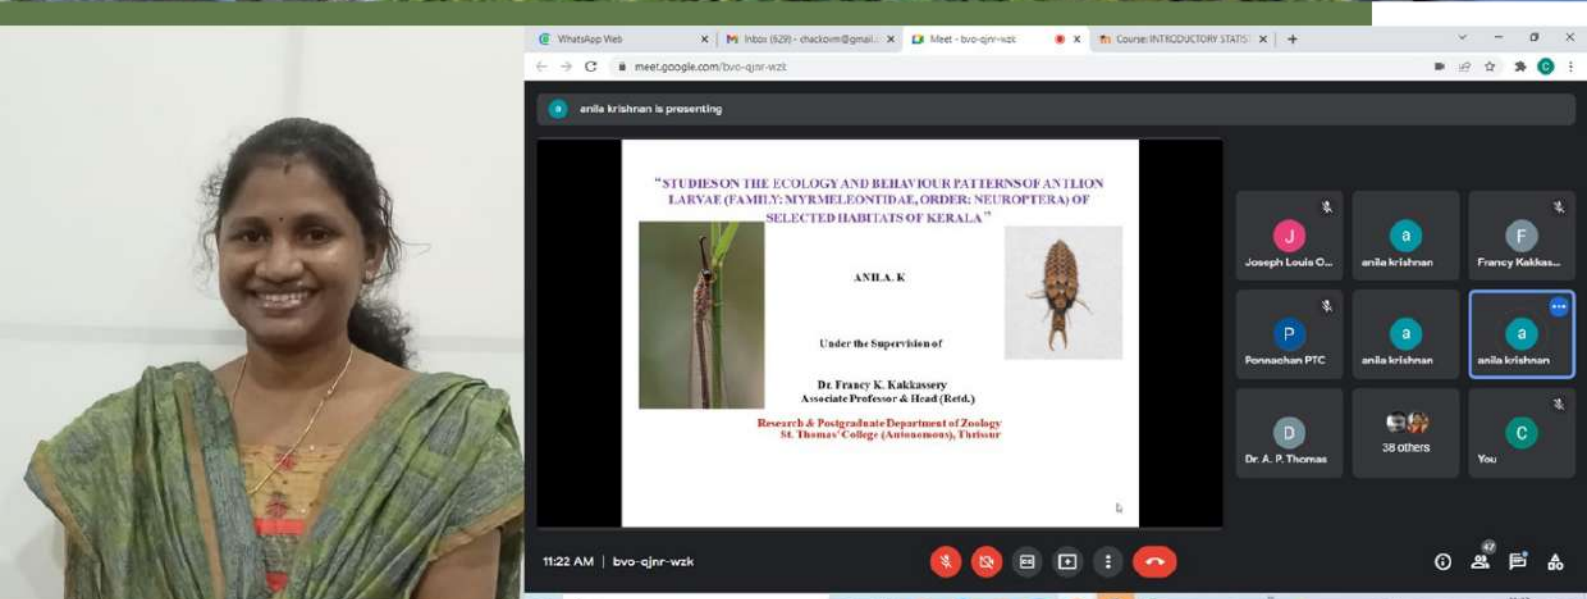 WhatsApp Web
Inbox (529) - chackovm@gmail.
Meet - bvo-qjnr-wzk
Course: INTRODUCTORY STATIS
meet.google.com/bvo-qjnr-wzk
C
a
anila krishnan is presenting
"STUDIES ON THE ECOLOGY AND BEHAVIOUR PATTERNS OF ANTLION
LARVAE (FAMILY: MYRMELEONTIDAE, ORDER: NEUROPTERA) OF
SELECTED HABITATS OF KERALA"
ANILA. K
Under the Supervision of
Dr. Francy K. Kakkassery
Associate Professor & Head (Retd.)
Research & Postgraduate Department of Zoology
St. Thomas' College (Autonomous), Thrissur
J
a
F
Joseph Louis O...
anila krishnan
Francy Kakkas...
P
a
a
Ponnachan PTC
anila krishnan
anila krishnan
D
C
Dr. A. P. Thomas
38 others
You
11:22 AM | bvo-qjnr-wzk
CC
47